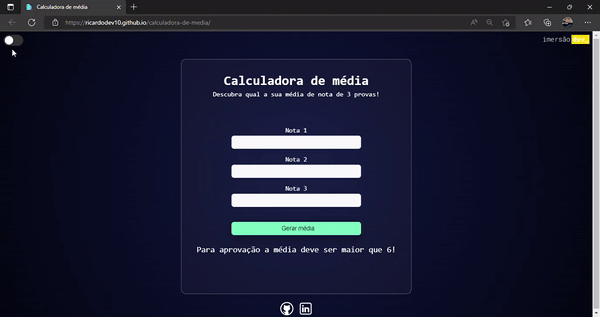 Calculadora de média
https://ricardodev10.github.io/calculadora-de-media/
imersão dev_
Calculadora de média
Descubra qual a sua média de nota de 3 provas!
Nota 1
Nota 2
Nota 3
Gerar média
Para aprovação a média deve ser maior que 6!